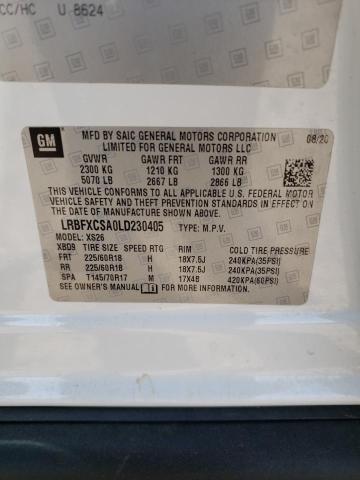 CC/HC U 8624
GM
MFD BY SAIC GENERAL MOTORS CORPORATION
LIMITED FOR GENERAL MOTORS LLC
08/20
GVWR GAWR FRT GAWR RR
2300 KG 1210 KG 1300 KG
5070 LB 2667 LB 2866 LB
THIS VEHICLE CONFORMS TO ALL APPLICABLE U.S. FEDERAL MOTOR
VEHICLE SAFETY AND THEFT PREVENTION STANDARDS IN EFFECT ON
THE DATE OF MANUFACTURE SHOWN ABOVE.
LRBFXCSA0LD230405 TYPE: M.P.V.
MODEL: XS26
XBD9 TIRE SIZE SPEED RTG RIM COLD TIRE PRESSURE
FRT 225/60R18 H 18X7.5J 240KPA(35PSI)
RR 225/60R18 H 18X7.5J 240KPA(35PSI)
SPA T145/70R17 M 17X4B 420KPA(60PSI)
SEE OWNER'S MANUAL FOR MORE INFORMATION.